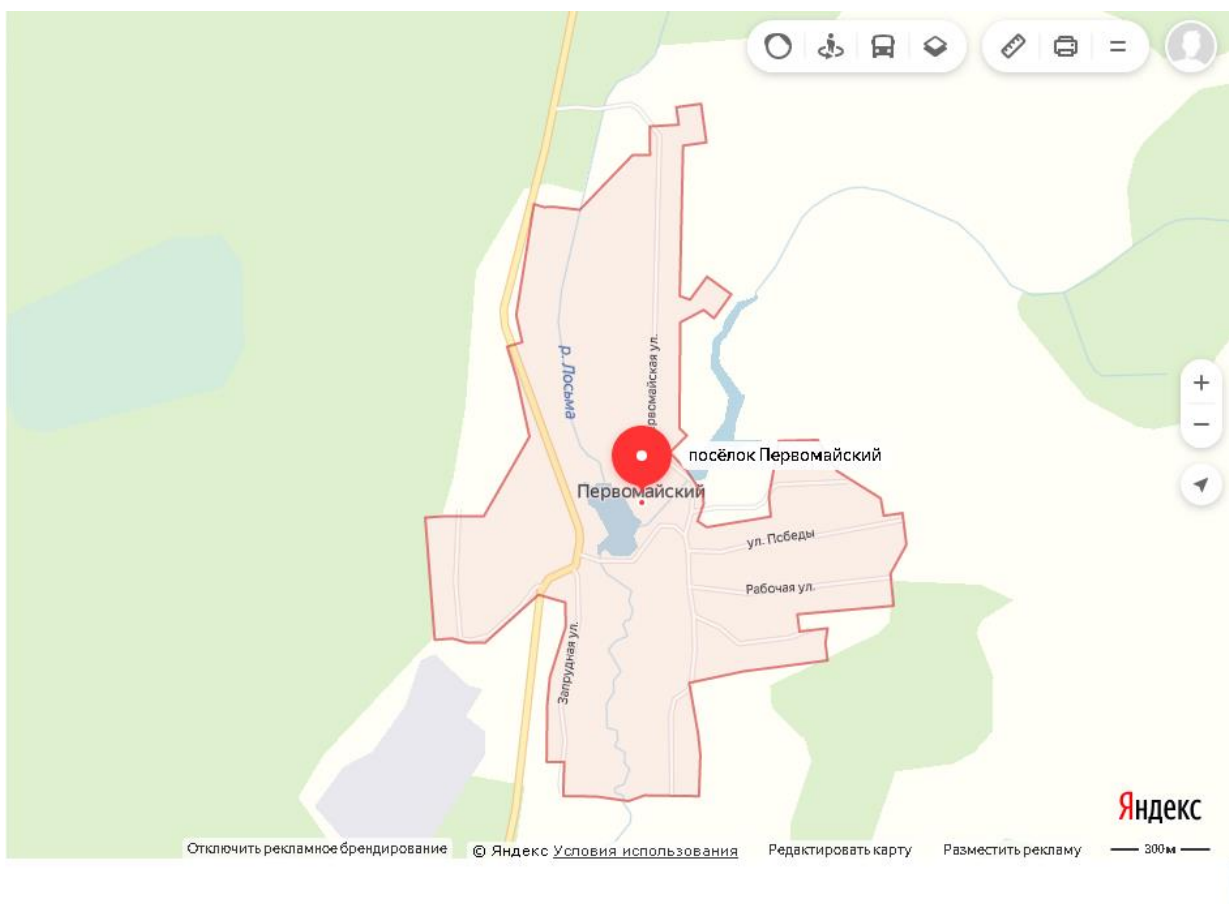 р. Лосьма
Первомайская ул.
посёлок Первомайский
Первомайский
ул. Победы
Рабочая ул.
Запрудная ул.
Яндекс
Отключить рекламное брендирование
© Яндекс Условия использования
Редактировать карту
Разместить рекламу
300 м